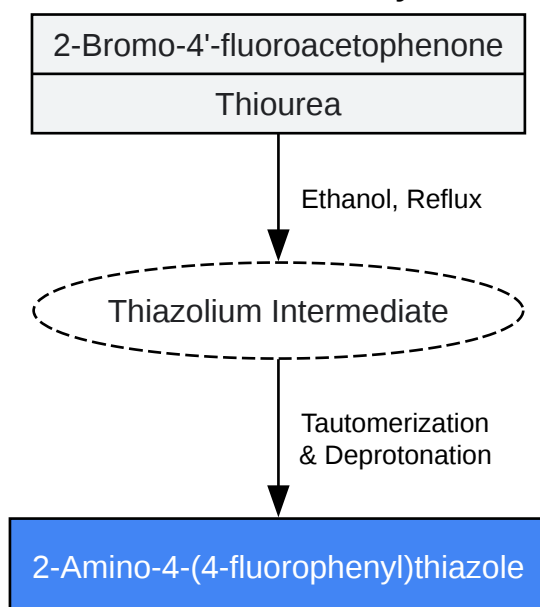 2-Bromo-4'-fluoroacetophenone
Thiourea
Ethanol, Reflux
Thiazolium Intermediate
Tautomerization
& Deprotonation
2-Amino-4-(4-fluorophenyl)thiazole